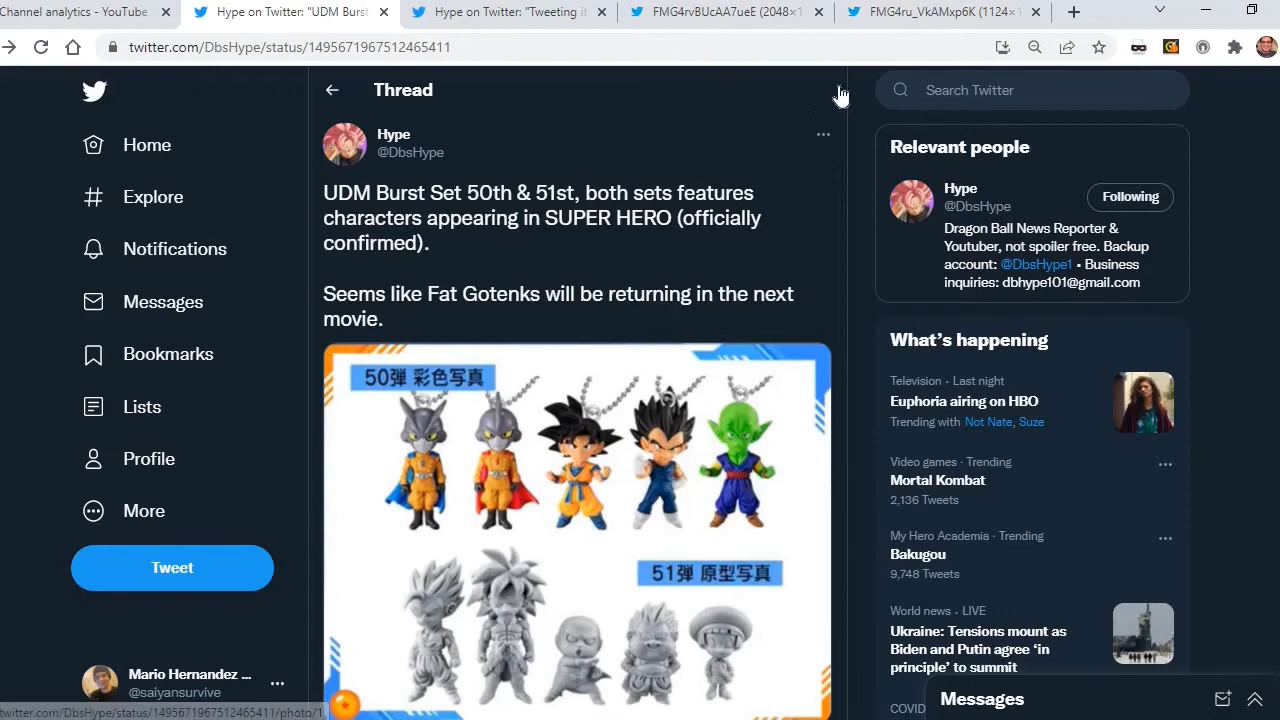 Channel analytics - YouTube
Hype on Twitter: "UDM Burst
Hype on Twitter: "Tweeting it
FMG4rvBUcAA7ueE (2048×1
FMG4ru_VkAMxp6K (1124×1
twitter.com/DbsHype/status/1495671967512465411
Home
Explore
Notifications
Messages
Bookmarks
Lists
Profile
More
Tweet
Mario Hernandez ...
@saiyansurvive
twitter.com/DbsHype/status/1495671967512465411/photo/1
Thread
Hype
@DbsHype
UDM Burst Set 50th & 51st, both sets features
characters appearing in SUPER HERO (officially
confirmed).
Seems like Fat Gotenks will be returning in the next
movie.
50弾 彩色写真
51弾 原型写真
Search Twitter
Relevant people
Hype
@DbsHype
Following
Dragon Ball News Reporter &
Youtuber, not spoiler free. Backup
account: @DbsHype1 • Business
inquiries: dbhype101@gmail.com
What's happening
Television · Last night
Euphoria airing on HBO
Trending with Not Nate, Suze
Video games · Trending
Mortal Kombat
2,136 Tweets
My Hero Academia · Trending
Bakugou
9,748 Tweets
World news · LIVE
Ukraine: Tensions mount as
Biden and Putin agree ‘in
principle’ to summit
COVID
Messages